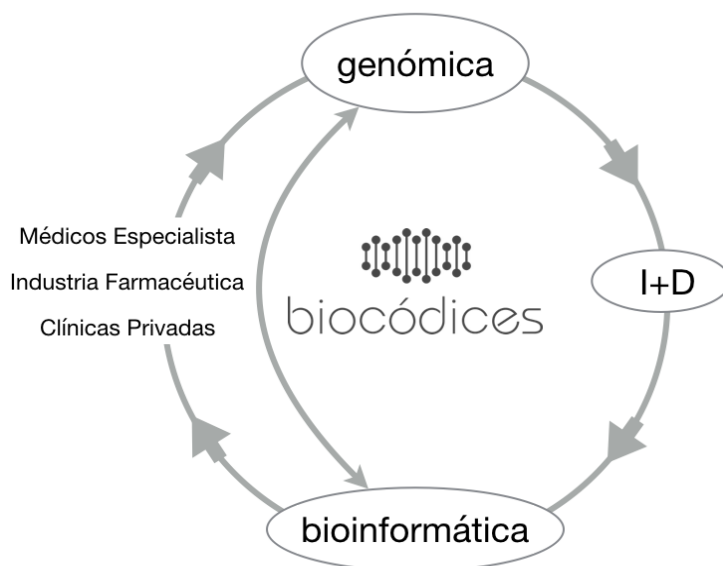 genómica
Médicos Especialista
Industria Farmacéutica
Clínicas Privadas
biocódices
I+D
bioinformática